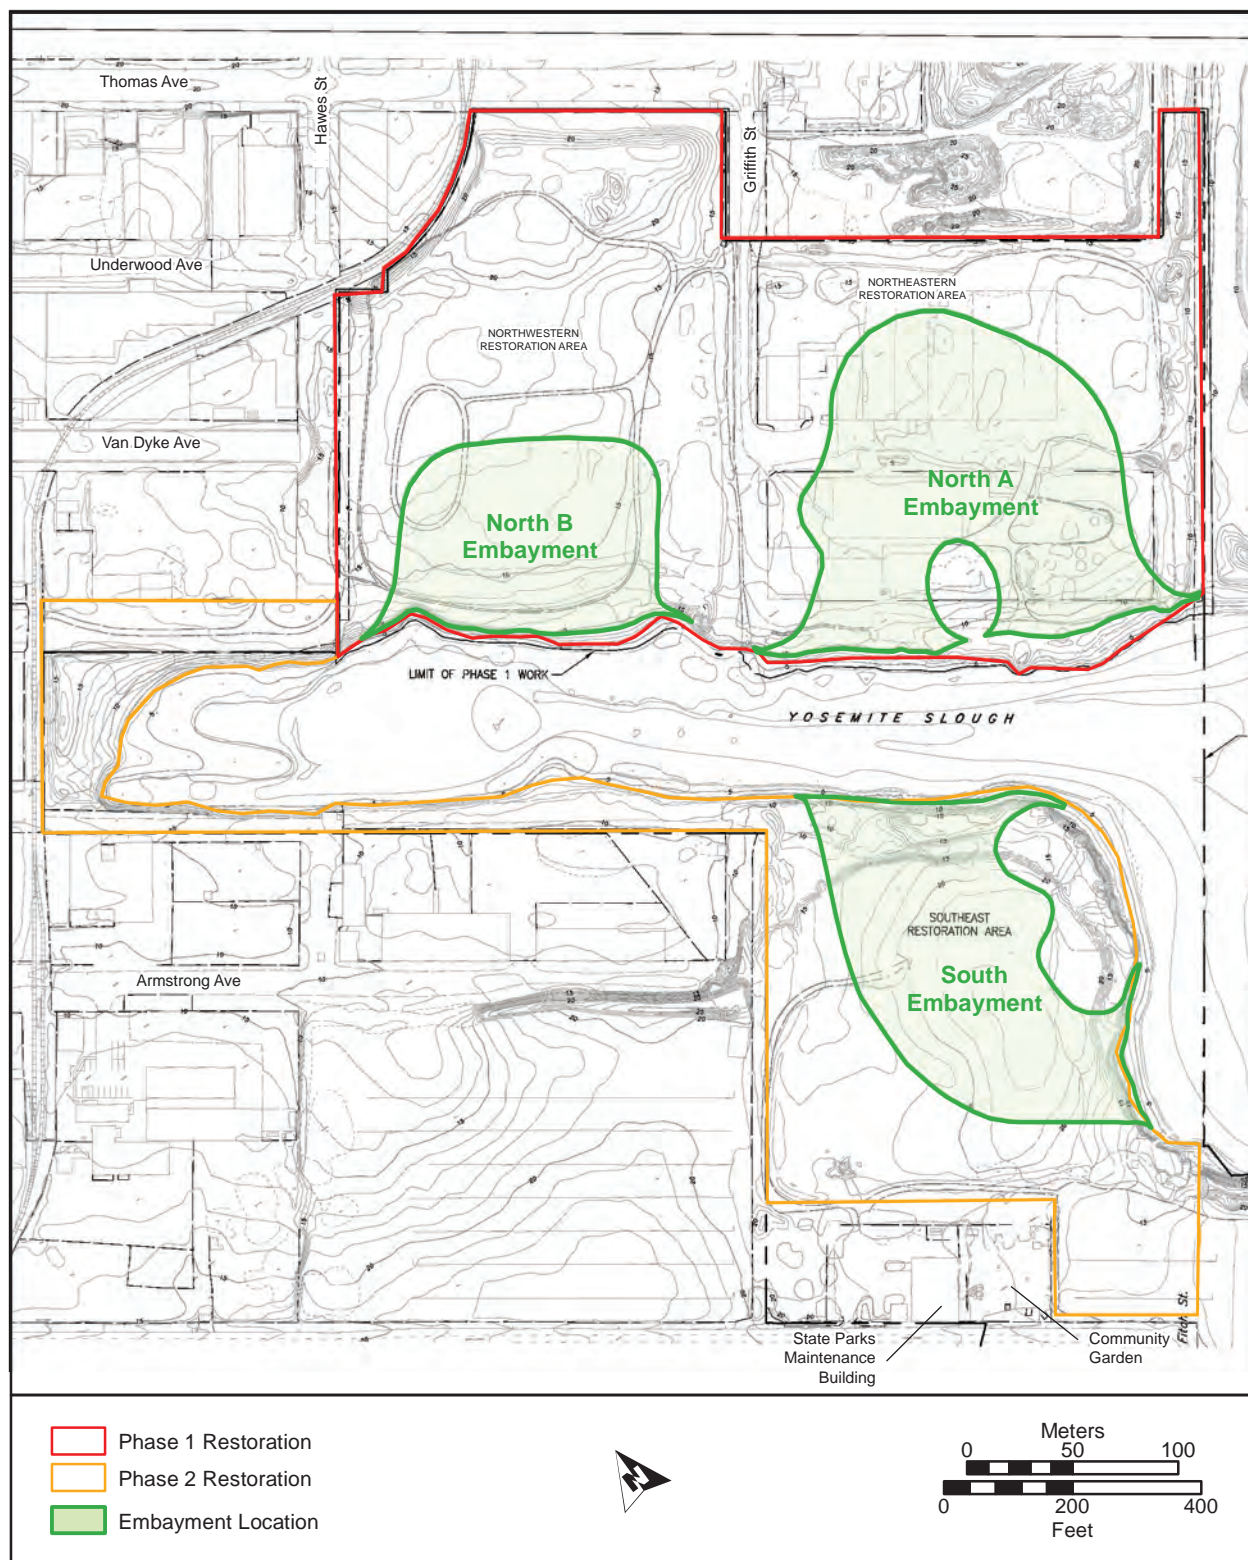 Thomas Ave
Hawes St
Griffith St
Underwood Ave
NORTHEASTERN
RESTORATION AREA
NORTHWESTERN
RESTORATION AREA
Van Dyke Ave
North A
Embayment
North B
Embayment
LIMIT OF PHASE 1 WORK
YOSEMITE SLOUGH
SOUTHEAST
RESTORATION AREA
South
Embayment
Armstrong Ave
Fitch St.
State Parks
Maintenance
Building
Community
Garden
Phase 1 Restoration
Phase 2 Restoration
Embayment Location
Meters
0 50 100
0 200 400
Feet